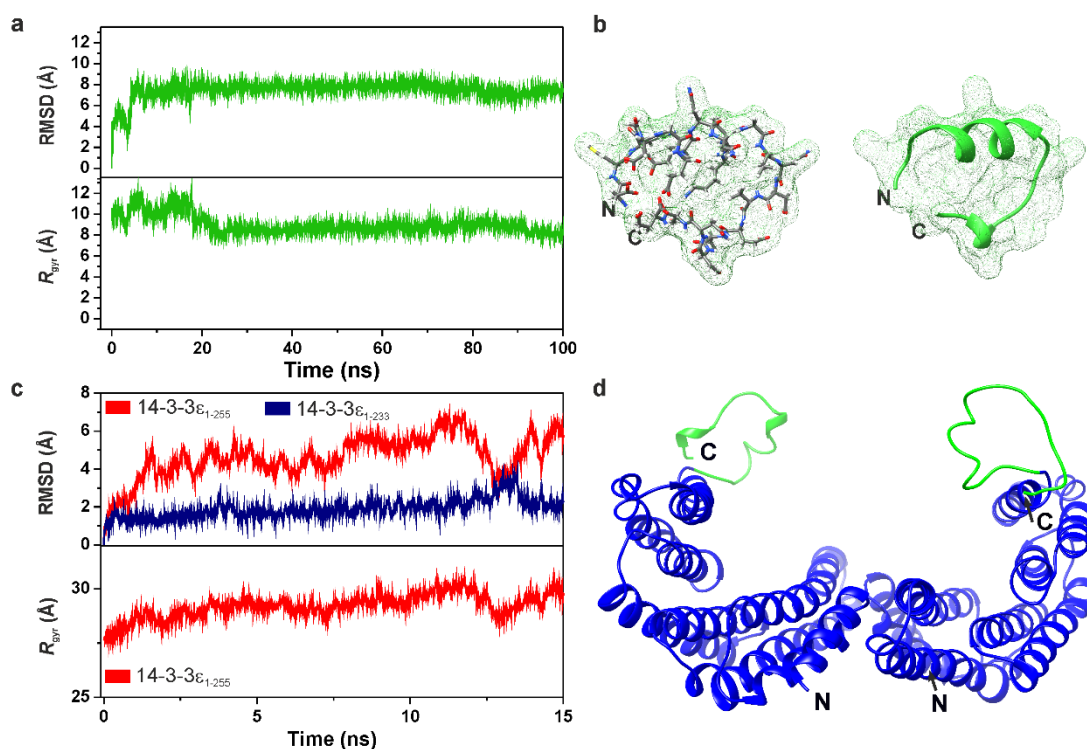 a
RMSD (Å)
12
10
8
6
4
2
0
R_gyr (Å)
12
10
8
6
4
2
0
0 20 40 60 80 100
Time (ns)
b
N
C
N
C
c
14-3-3ε₁₋₂₅₅ 14-3-3ε₁₋₂₃₃
RMSD (Å)
8
6
4
2
0
R_gyr (Å)
30
25
14-3-3ε₁₋₂₅₅
0 5 10 15
Time (ns)
d
C
C
N
N